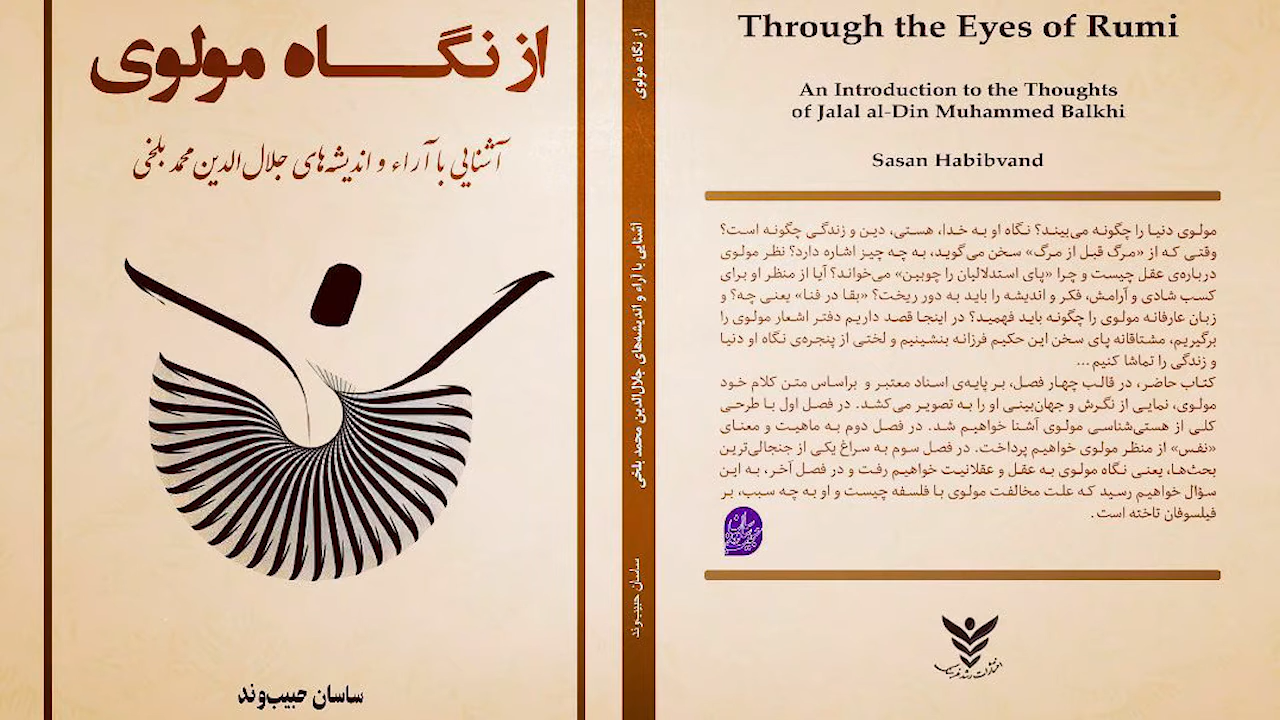 از نگاه مولوی
آشنایی با آراء و اندیشه‌های جلال‌الدین محمد بلخی
ساسان حبیب‌وند
از نگاه مولوی
آشنایی با آراء و اندیشه‌های جلال‌الدین محمد بلخی
ساسان حبیب‌وند
Through the Eyes of Rumi
An Introduction to the Thoughts
of Jalal al-Din Muhammed Balkhi
Sasan Habibvand
مولوی دنیا را چگونه می‌بیند؟ نگاه او به خدا، هستی، دین و زندگی چگونه است؟
وقتی که از «مرگ قبل از مرگ» سخن می‌گوید، به چه چیز اشاره دارد؟ نظر مولوی
درباره‌ی عقل چیست و چرا «پای استدلالیان را چوبین» می‌خواند؟ آیا از منظر او برای
کسب شادی و آرامش، فکر و اندیشه را باید به دور ریخت؟ «بقا در فنا» یعنی چه؟ و
زبان عارفانه مولوی را چگونه باید فهمید؟ در اینجا قصد داریم دفتر اشعار مولوی را
برگیریم، مشتاقانه پای سخن این حکیم فرزانه بنشینیم و لختی از پنجره‌ی نگاه او دنیا
و زندگی را تماشا کنیم ...
کتاب حاضر، در قالب چهار فصل، بر پایه‌ی اسناد معتبر و براساس متن کلام خود
مولوی، نمایی از نگرش و جهان‌بینی او را به تصویر می‌کشد. در فصل اول با طرحی
کلی از هستی‌شناسی مولوی آشنا خواهیم شد. در فصل دوم به ماهیت و معنای
«نفس» از منظر مولوی خواهیم پرداخت. در فصل سوم به سراغ یکی از جنجالی‌ترین
بحث‌ها، یعنی نگاه مولوی به عقل و عقلانیت خواهیم رفت و در فصل آخر، به این
سؤال خواهیم رسید که علت مخالفت مولوی با فلسفه چیست و او به چه سبب، بر
فیلسوفان تاخته است.
انتشارات رشد فرهنگ